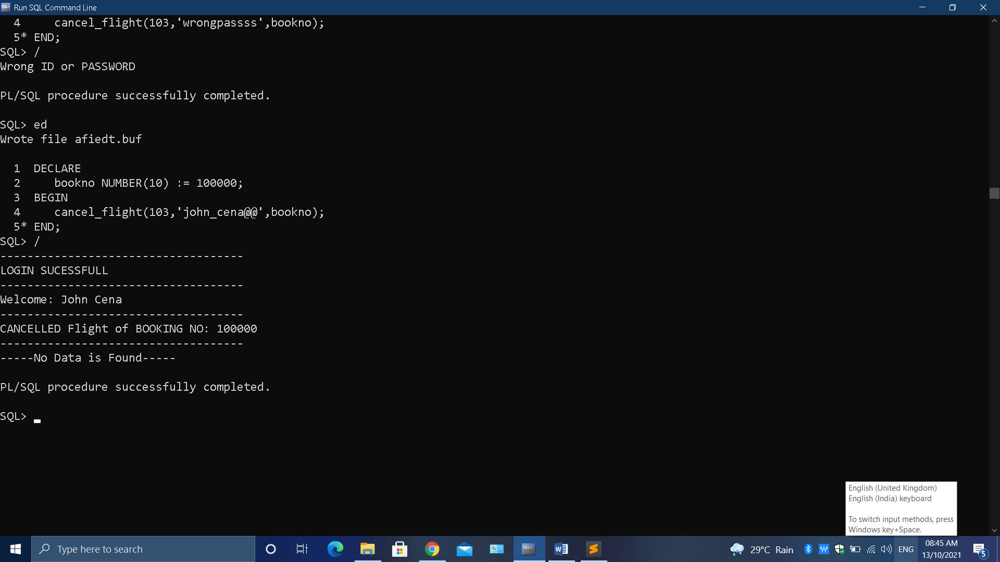 Run SQL Command Line
  4     cancel_flight(103,'wrongpassss',bookno);
  5* END;
SQL> /
Wrong ID or PASSWORD
PL/SQL procedure successfully completed.
SQL> ed
Wrote file afiedt.buf
  1  DECLARE
  2     bookno NUMBER(10) := 100000;
  3  BEGIN
  4     cancel_flight(103,'john_cena@@',bookno);
  5* END;
SQL> /
------------------------------------
LOGIN SUCESSFULL
------------------------------------
Welcome: John Cena
------------------------------------
CANCELLED Flight of BOOKING NO: 100000
------------------------------------
-----No Data is Found-----
PL/SQL procedure successfully completed.
SQL>
English (United Kingdom)
English (India) keyboard
To switch input methods, press
Windows key+Space.
Type here to search
29°C Rain
ENG
08:45 AM
13/10/2021
5